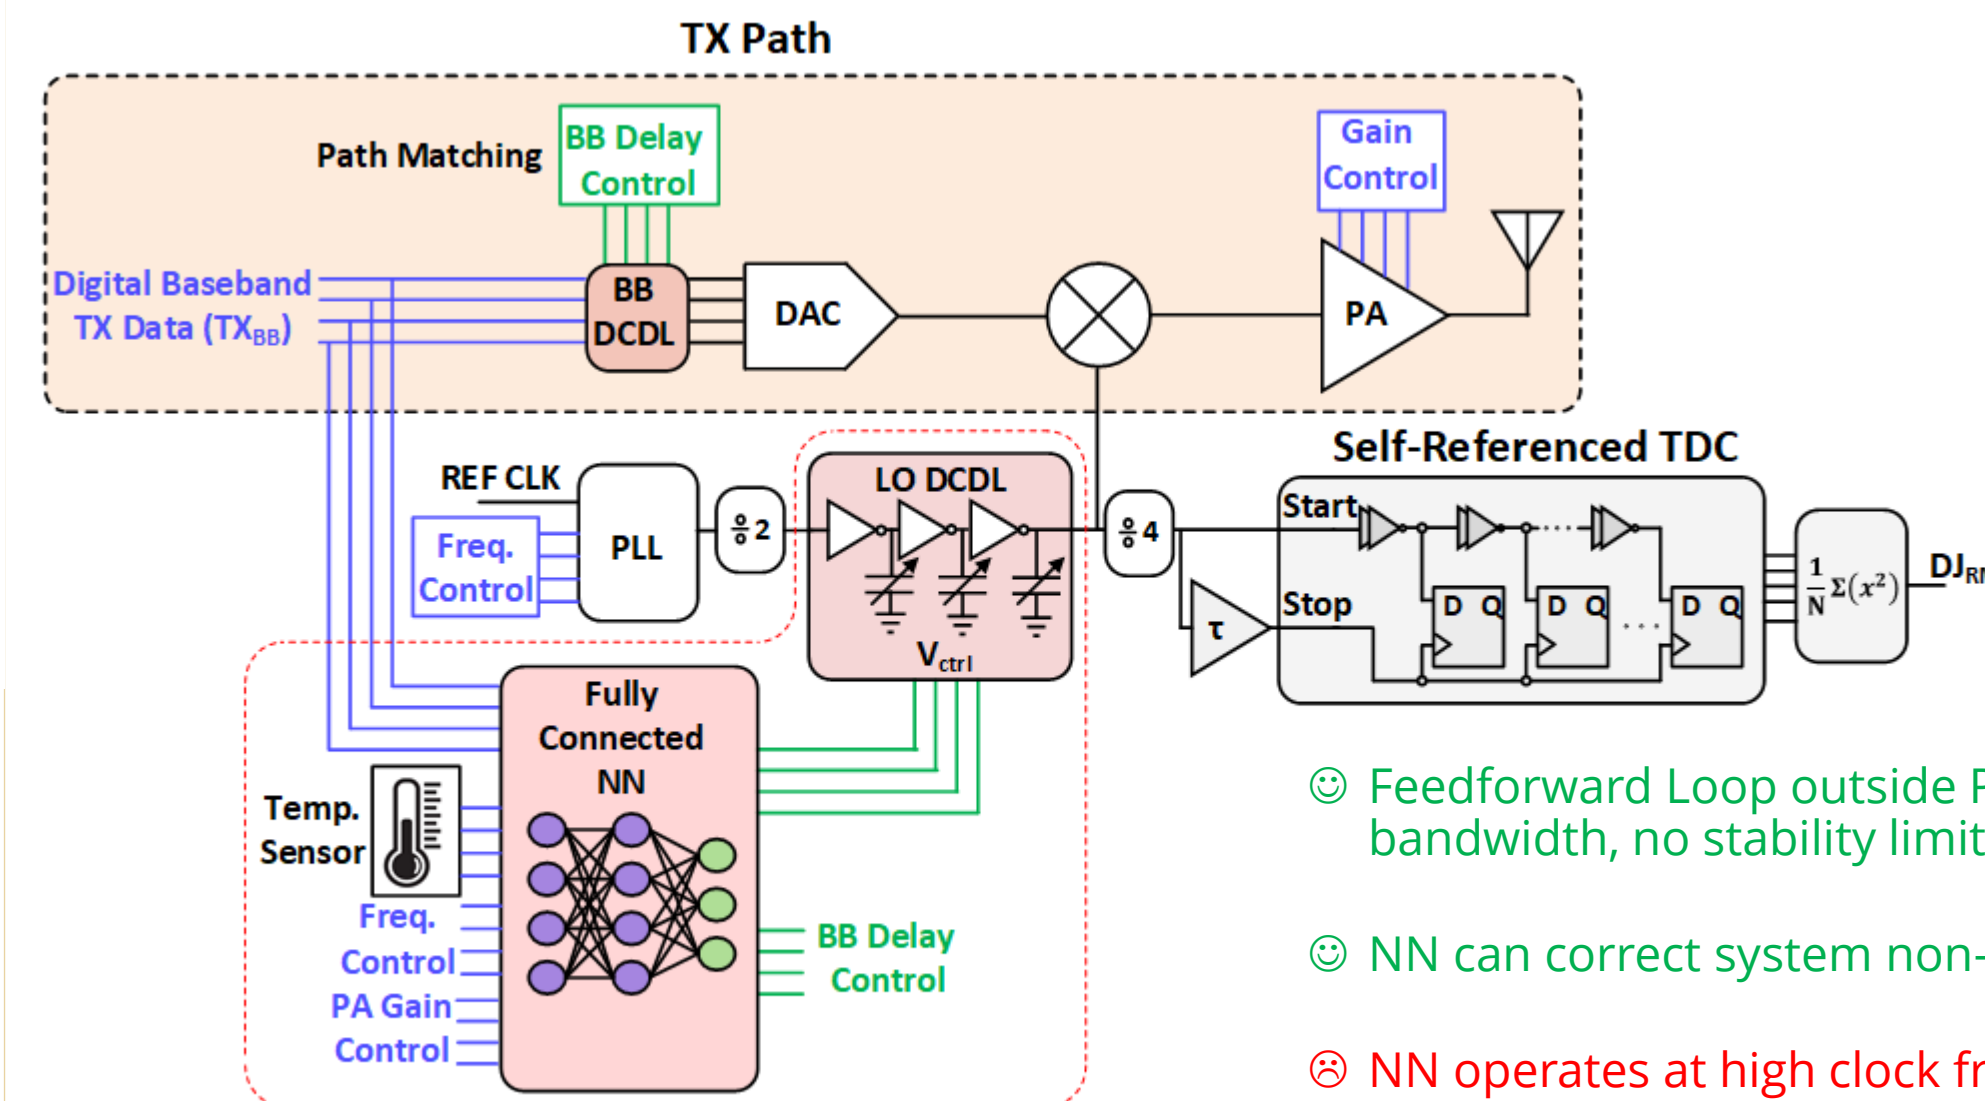 TX Path
Path Matching
BB Delay
Control
Gain
Control
Digital Baseband
TX Data (TX_BB)
BB
DCDL
DAC
PA
REF CLK
Freq.
Control
PLL
÷2
LO DCDL
V_ctrl
÷4
τ
Self-Referenced TDC
Start
Stop
D Q
D Q
D Q
1/N Σ(x²)
Fully
Connected
NN
Temp.
Sensor
Freq.
Control
PA Gain
Control
BB Delay
Control
Feedforward Loop outside
bandwidth, no stability limit
NN can correct system non-
NN operates at high clock